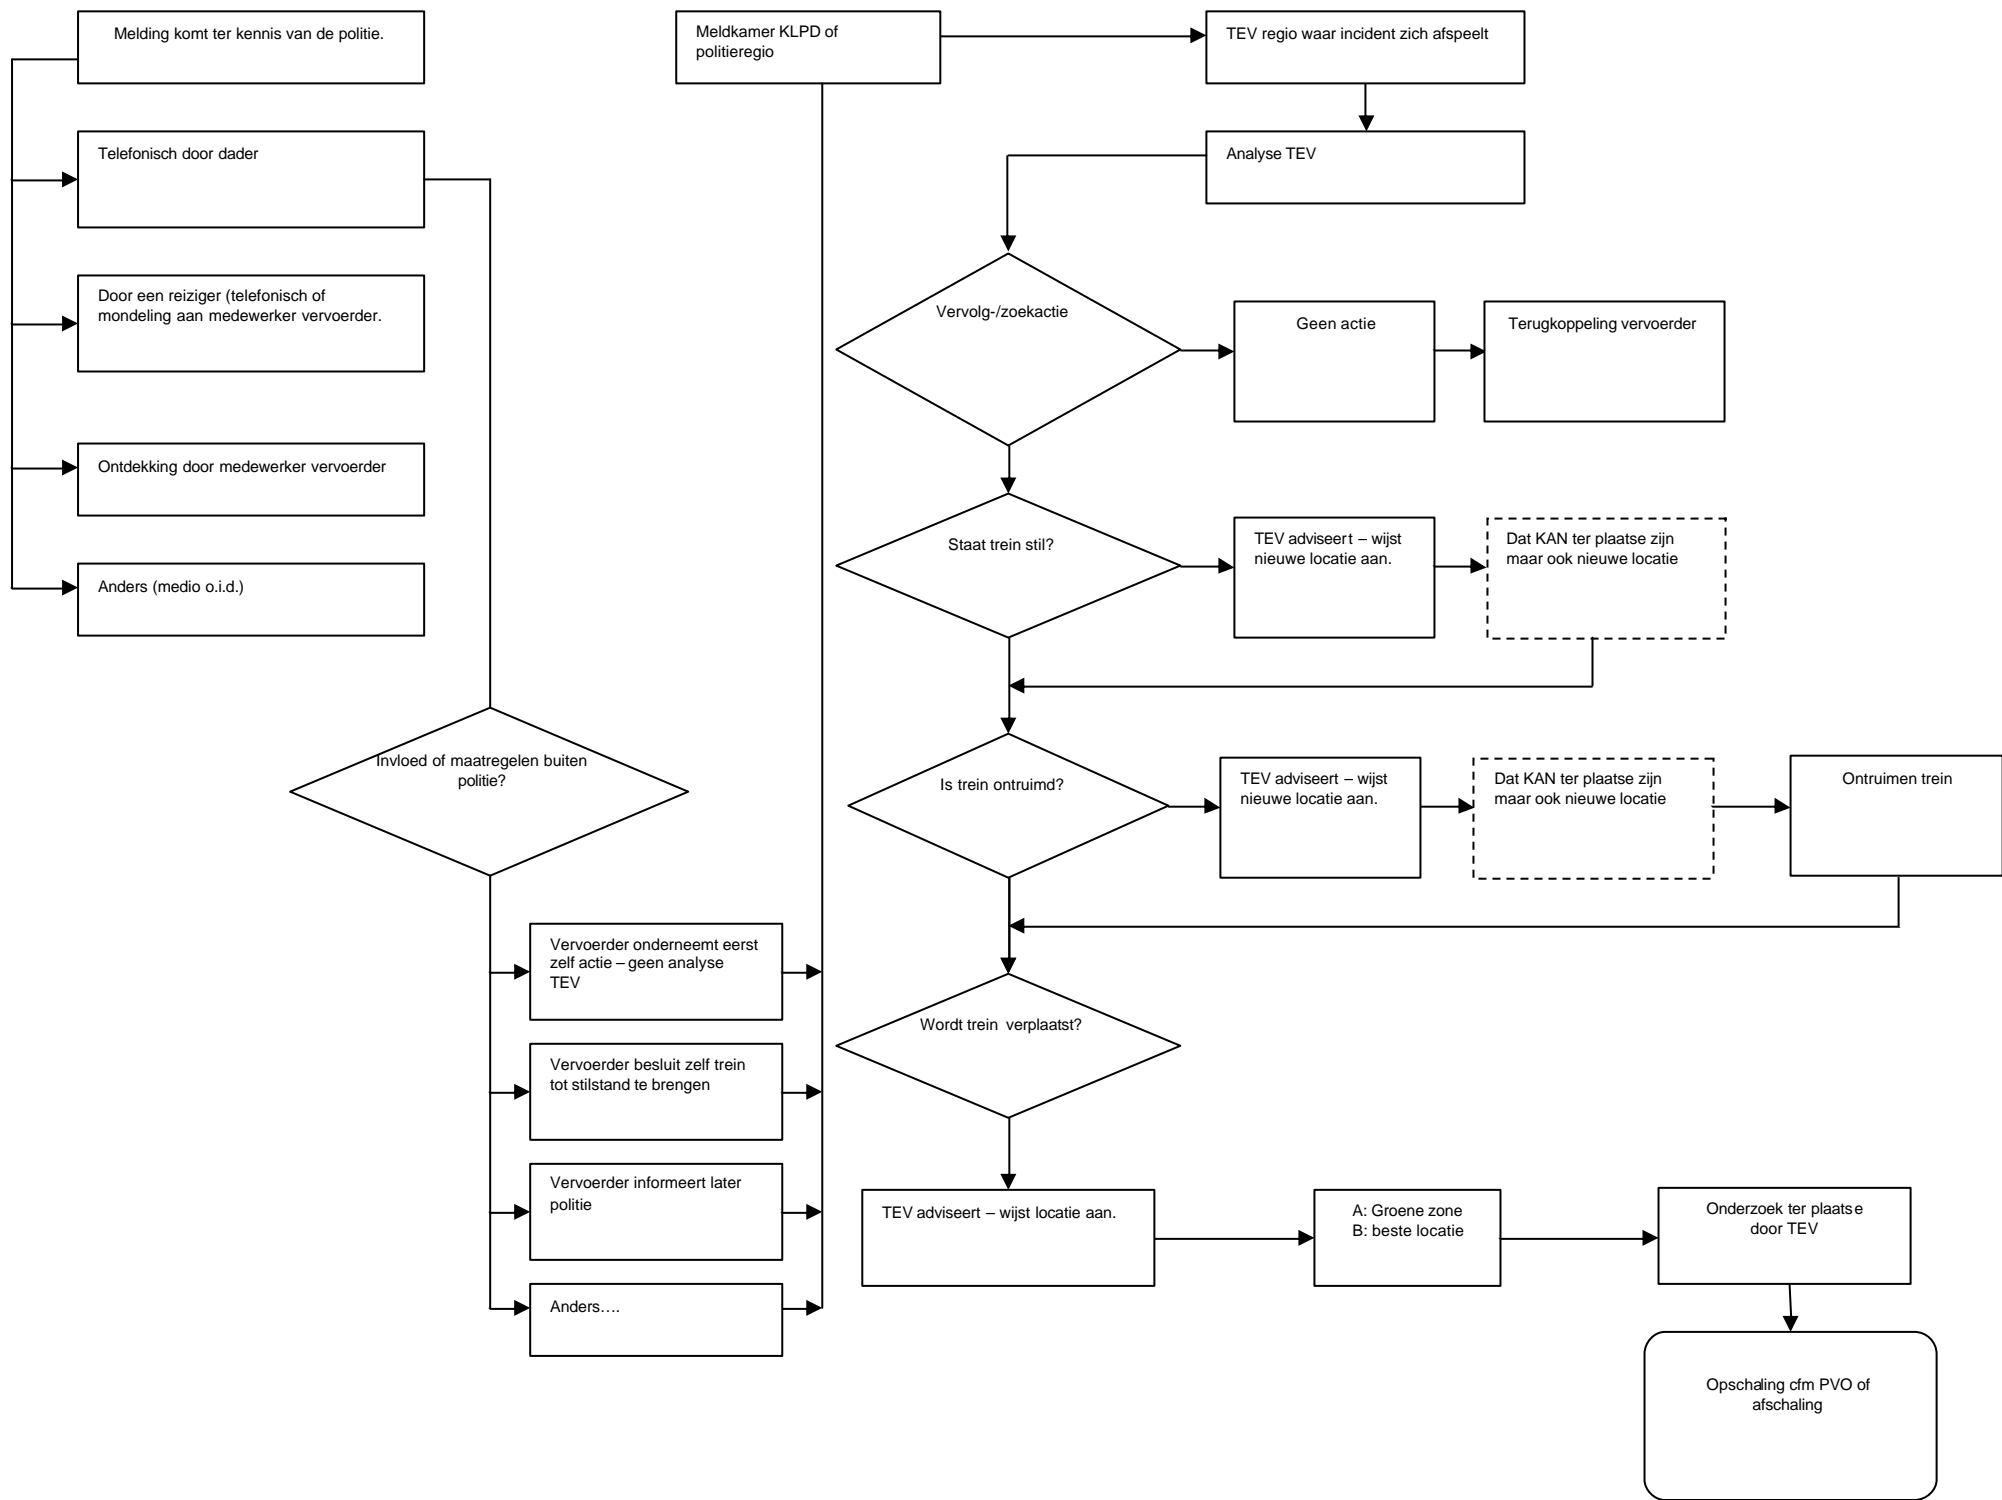 Melding komt ter kennis van de politie.
Telefonisch door dader
Door een reiziger (telefonisch of
mondeling aan medewerker vervoerder.
Ontdekking door medewerker vervoerder
Anders (medio o.i.d.)
Invloed of maatregelen buiten
politie?
Vervoerder onderneemt eerst
zelf actie – geen analyse
TEV
Vervoerder besluit zelf trein
tot stilstand te brengen
Vervoerder informeert later
politie
Anders….
Meldkamer KLPD of
politieregio
TEV regio waar incident zich afspeelt
Analyse TEV
Vervolg-/zoekactie
Geen actie
Terugkoppeling vervoerder
Staat trein stil?
TEV adviseert – wijst
nieuwe locatie aan.
Dat KAN ter plaatse zijn
maar ook nieuwe locatie
Is trein ontruimd?
TEV adviseert – wijst
nieuwe locatie aan.
Dat KAN ter plaatse zijn
maar ook nieuwe locatie
Ontruimen trein
Wordt trein verplaatst?
TEV adviseert – wijst locatie aan.
A: Groene zone
B: beste locatie
Onderzoek ter plaatse
door TEV
Opschaling cfm PVO of
afschaling